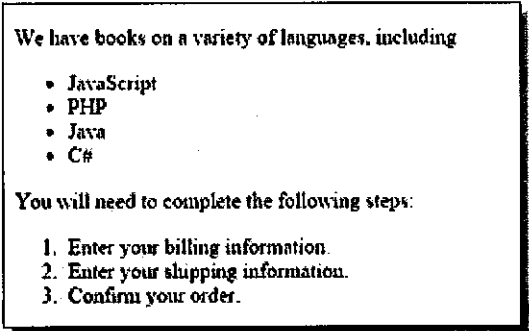 We have books on a variety of languages, including
• JavaScript
• PHP
• Java
• C#
You will need to complete the following steps:
1. Enter your billing information.
2. Enter your shipping information.
3. Confirm your order.